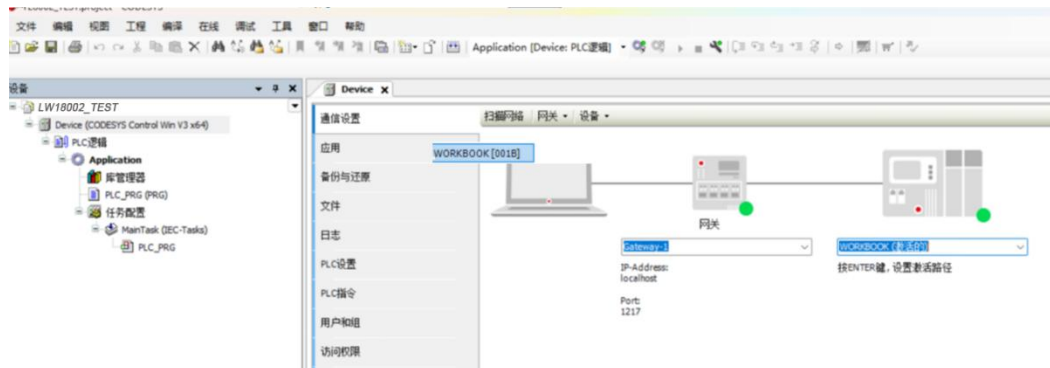 文件 编辑 视图 工程 编译 在线 调试 工具 窗口 帮助
Application [Device: PLC逻辑]
设备
LW18002_TEST
Device (CODESYS Control Win V3 x64)
PLC逻辑
Application
库管理器
PLC_PRG (PRG)
任务配置
MainTask (IEC-Tasks)
PLC_PRG
Device
通信设置
应用
备份与还原
文件
日志
PLC设置
PLC指令
用户和组
访问权限
扫描网络 网关 设备
WORKBOOK [001B]
网关
Gateway-1
IP-Address:
localhost
Port:
1217
WORKBOOK (激活的)
按ENTER键, 设置激活路径